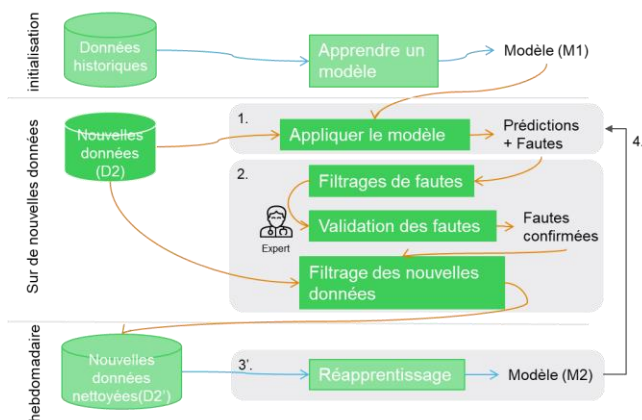 initialisation
Données
historiques
Apprendre un
modèle
Modèle (M1)
Sur de nouvelles données
Nouvelles
données
(D2)
1.
Appliquer le modèle
Prédictions
+ Fautes
4.
2.
Filtrages de fautes
Expert
Validation des fautes
Fautes
confirmées
Filtrage des nouvelles
données
hebdomadaire
Nouvelles
données
nettoyées(D2')
3'.
Réapprentissage
Modèle (M2)